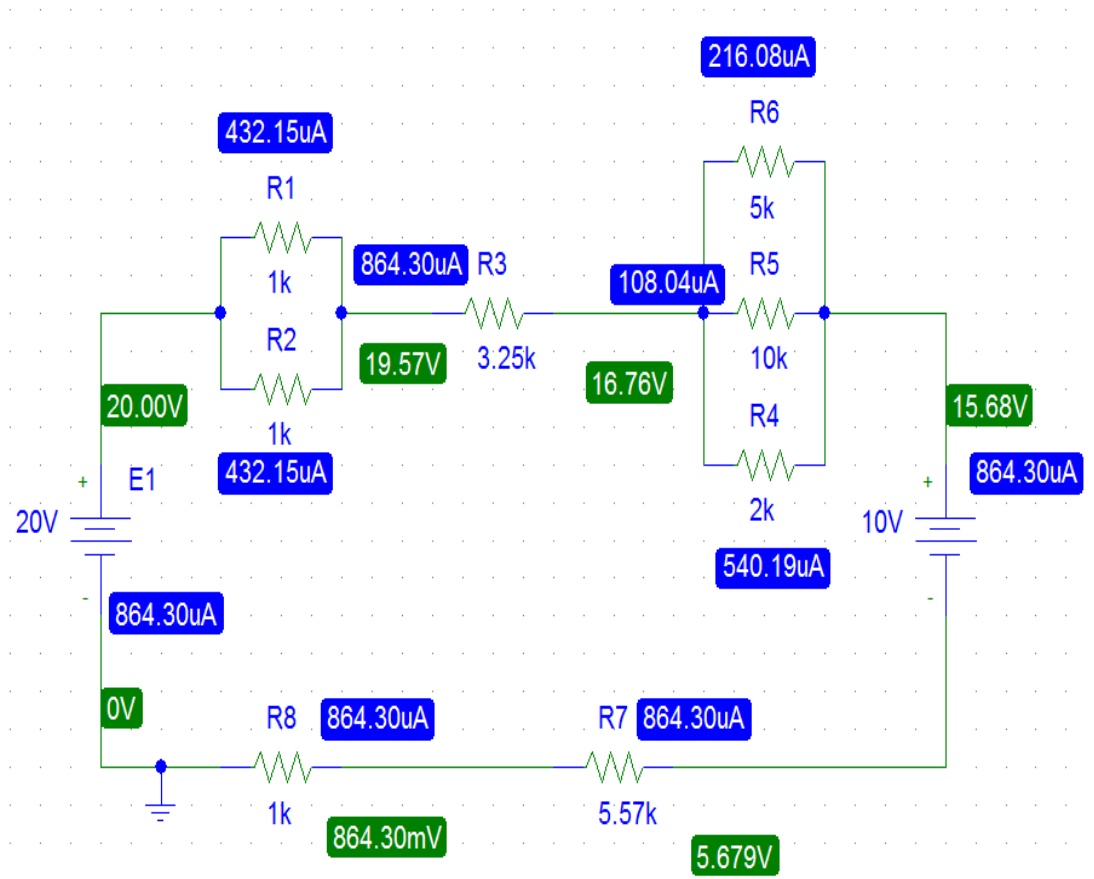 216.08uA
R6
5k
432.15uA
R1
1k
864.30uA
R3
3.25k
108.04uA
R5
10k
R2
1k
432.15uA
19.57V
16.76V
R4
2k
540.19uA
20.00V
15.68V
+
E1
20V
-
864.30uA
+
10V
864.30uA
-
0V
R8
864.30uA
1k
864.30mV
R7
864.30uA
5.57k
5.679V